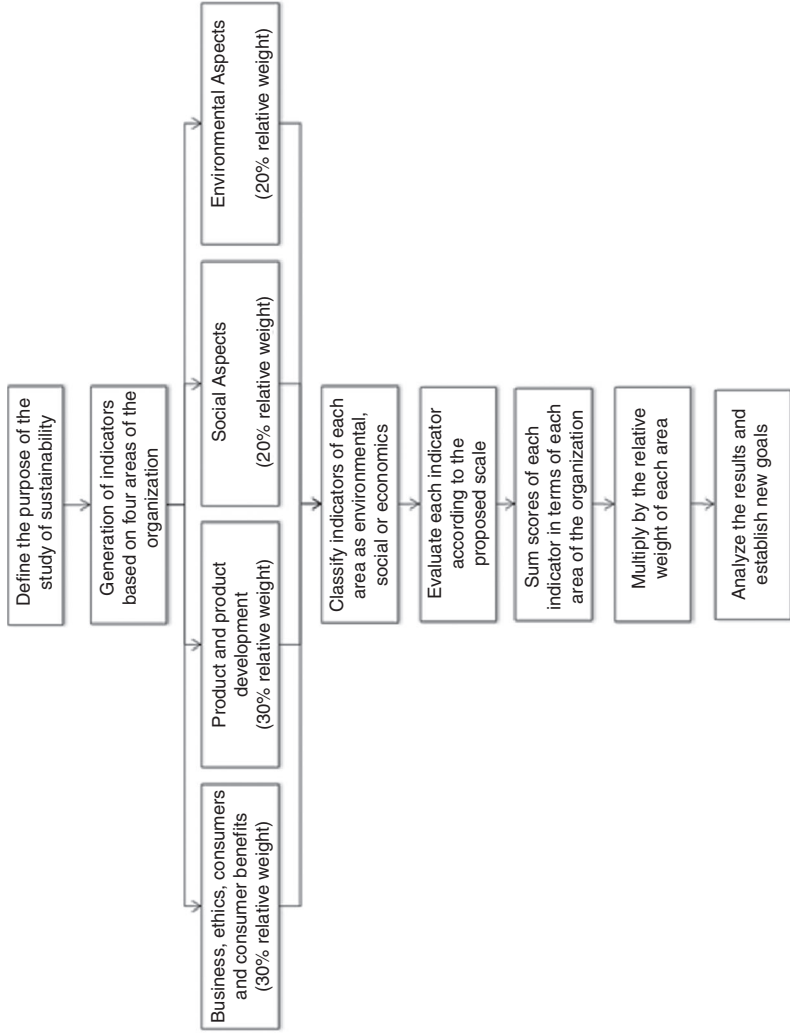 Define the purpose of the
study of sustainability
Generation of indicators
based on four areas of the
organization
Business, ethics, consumers
and consumer benefits
(30% relative weight)
Product and product
development
(30% relative weight)
Social Aspects
(20% relative weight)
Environmental Aspects
(20% relative weight)
Classify indicators of each
area as environmental,
social or economics
Evaluate each indicator
according to the
proposed scale
Sum scores of each
indicator in terms of each
area of the organization
Multiply by the relative
weight of each area
Analyze the results and
establish new goals